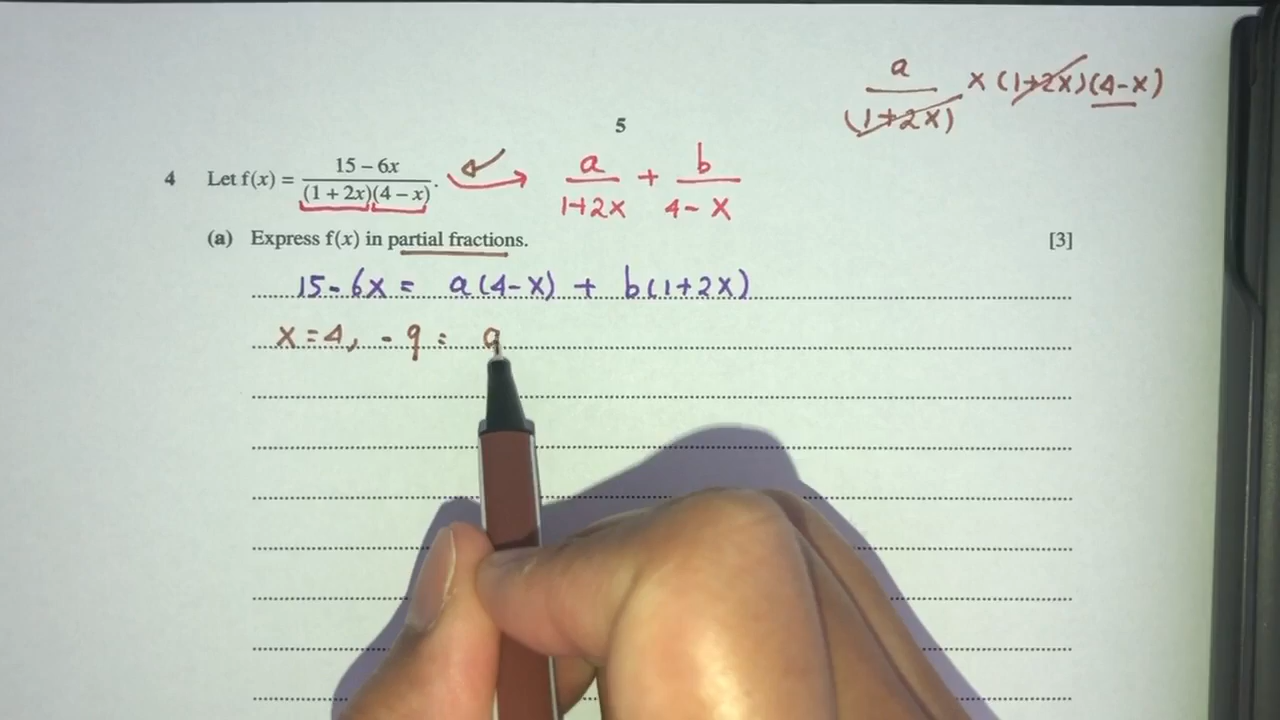 a/(1+2x) × (1+2x)(4-x)
5
4 Let f(x) = (15 – 6x)/((1 + 2x)(4 – x)). → a/(1+2x) + b/(4-x)
(a) Express f(x) in partial fractions. [3]
15-6x = a(4-x) + b(1+2x)
x=4, -9 = 9